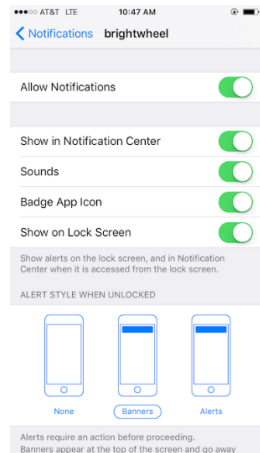 AT&T LTE 10:47 AM
Notifications brightwheel
Allow Notifications
Show in Notification Center
Sounds
Badge App Icon
Show on Lock Screen
Show alerts on the lock screen, and in Notification
Center when it is accessed from the lock screen.
ALERT STYLE WHEN UNLOCKED
None Banners Alerts
Alerts require an action before proceeding.
Banners appear at the top of the screen and go away